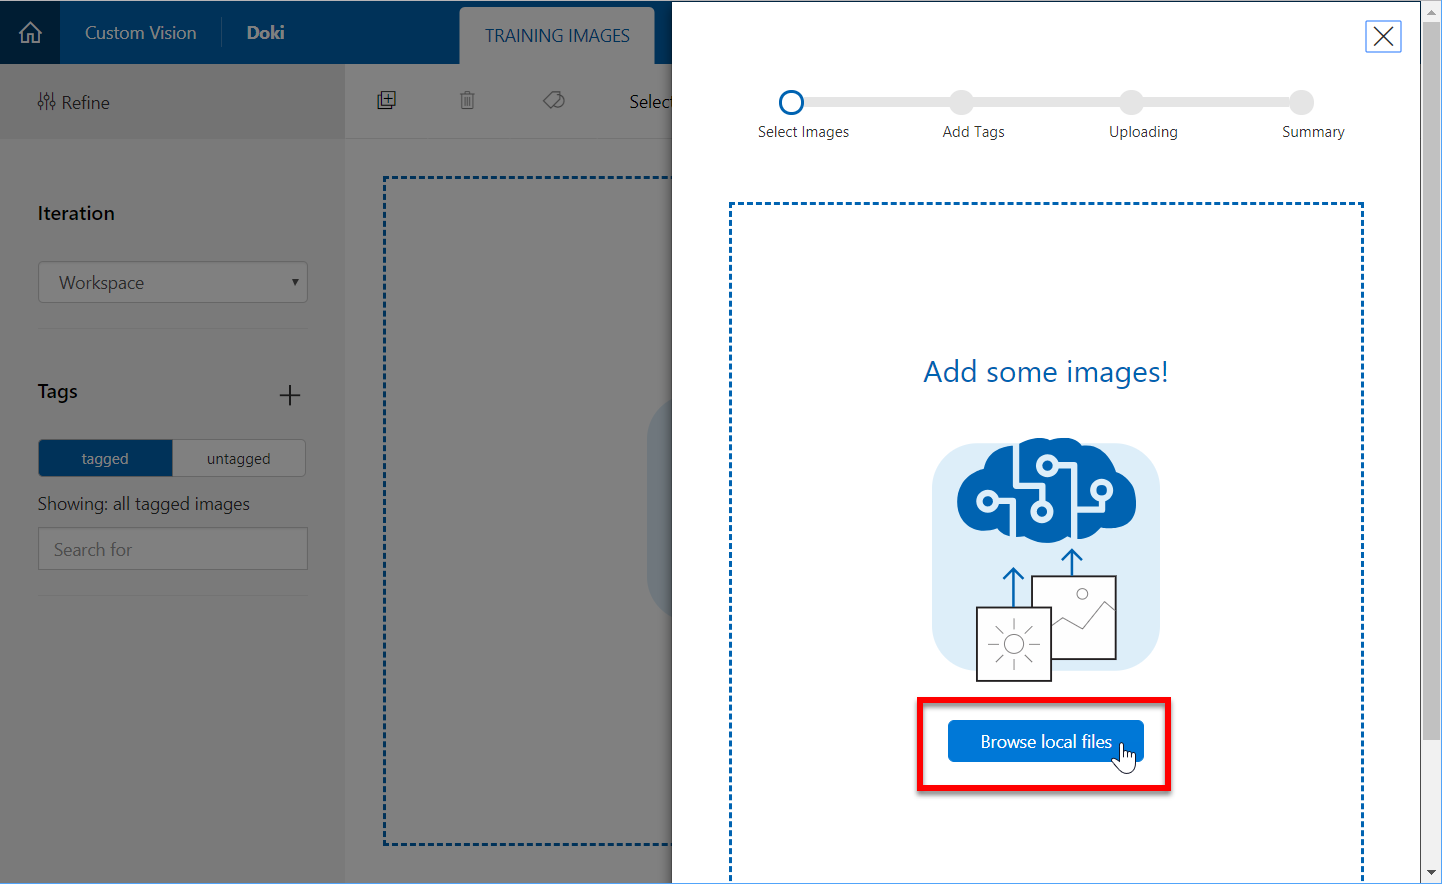 Custom Vision
Doki
TRAINING IMAGES
Refine
Select
Iteration
Workspace
Tags
tagged
untagged
Showing: all tagged images
Search for
Select Images
Add Tags
Uploading
Summary
Add some images!
Browse local files